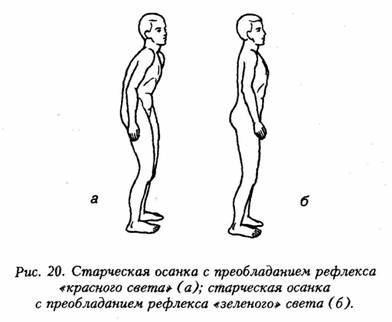 а
б
Рис. 20. Старческая осанка с преобладанием рефлекса
«красного света» (а); старческая осанка
с преобладанием рефлекса «зеленого» света (б).